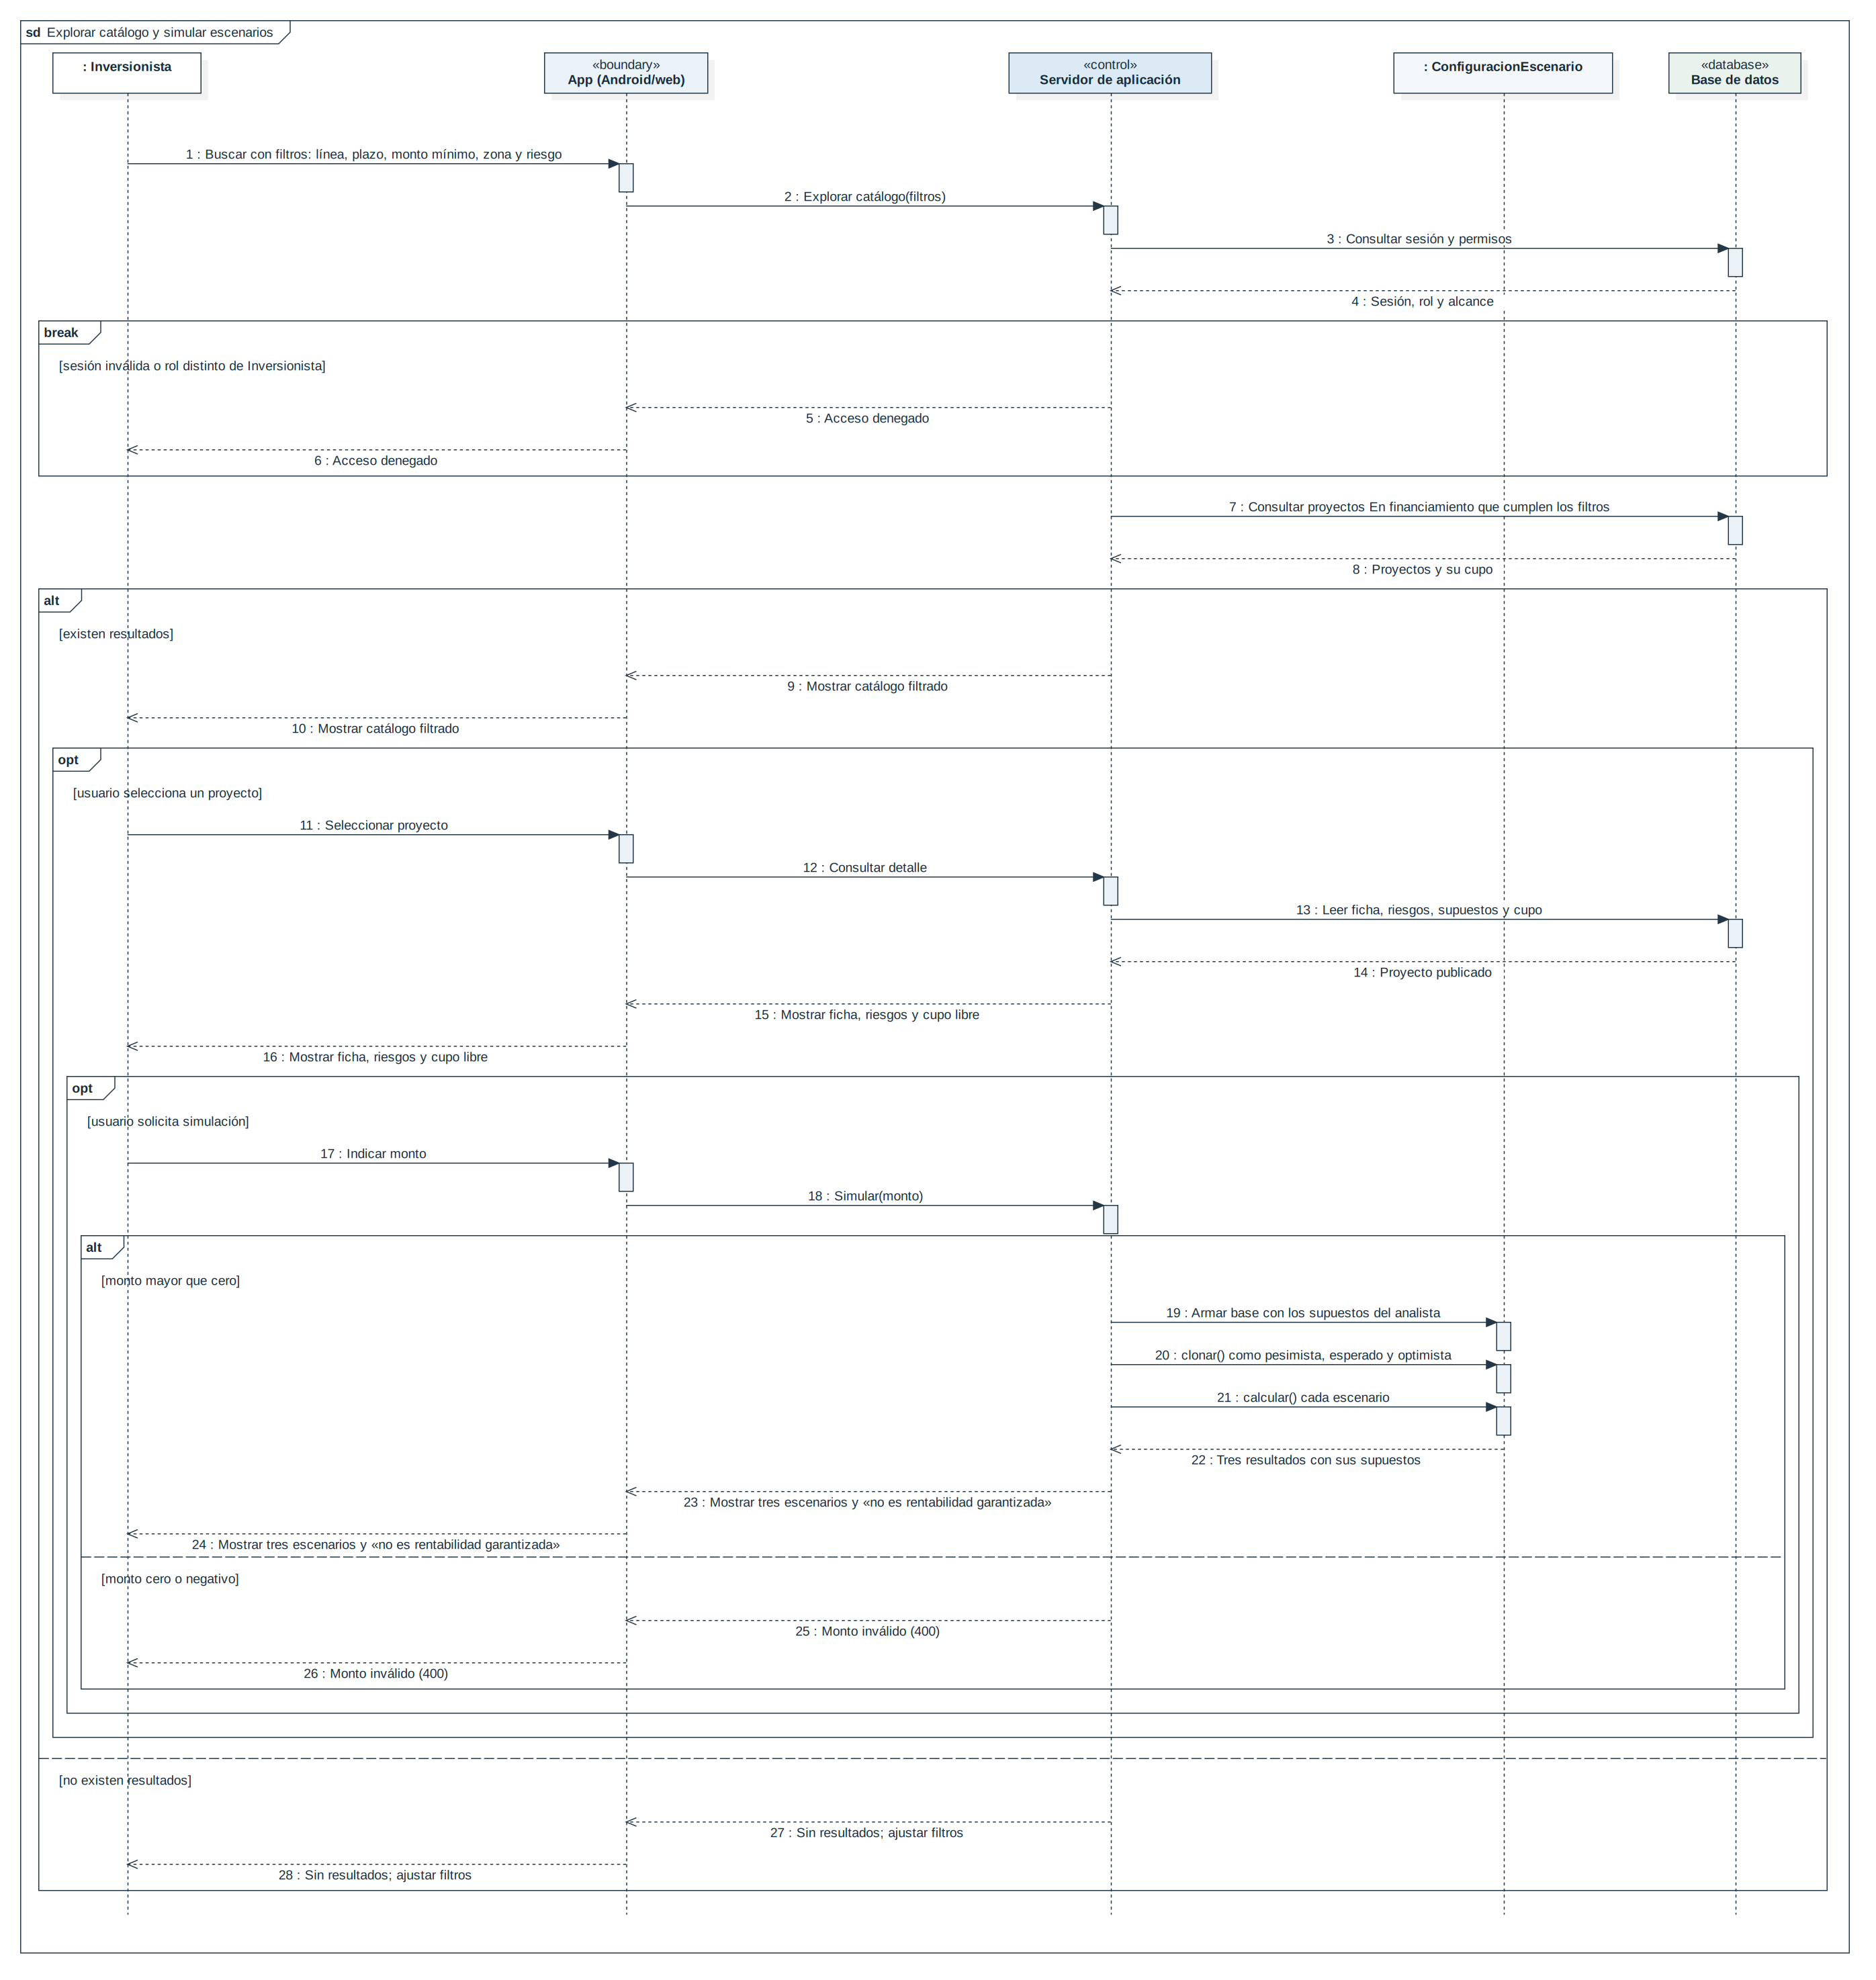 sd Explorar catálogo y simular escenarios
: Inversionista
«boundary»
App (Android/web)
«control»
Servidor de aplicación
: ConfiguracionEscenario
«database»
Base de datos
1 : Buscar con filtros: línea, plazo, monto mínimo, zona y riesgo
2 : Explorar catálogo(filtros)
3 : Consultar sesión y permisos
4 : Sesión, rol y alcance
break
[sesión inválida o rol distinto de Inversionista]
5 : Acceso denegado
6 : Acceso denegado
7 : Consultar proyectos En financiamiento que cumplen los filtros
8 : Proyectos y su cupo
alt
[existen resultados]
9 : Mostrar catálogo filtrado
10 : Mostrar catálogo filtrado
opt
[usuario selecciona un proyecto]
11 : Seleccionar proyecto
12 : Consultar detalle
13 : Leer ficha, riesgos, supuestos y cupo
14 : Proyecto publicado
15 : Mostrar ficha, riesgos y cupo libre
16 : Mostrar ficha, riesgos y cupo libre
opt
[usuario solicita simulación]
17 : Indicar monto
18 : Simular(monto)
alt
[monto mayor que cero]
19 : Armar base con los supuestos del analista
20 : clonar() como pesimista, esperado y optimista
21 : calcular() cada escenario
22 : Tres resultados con sus supuestos
23 : Mostrar tres escenarios y «no es rentabilidad garantizada»
24 : Mostrar tres escenarios y «no es rentabilidad garantizada»
[monto cero o negativo]
25 : Monto inválido (400)
26 : Monto inválido (400)
[no existen resultados]
27 : Sin resultados; ajustar filtros
28 : Sin resultados; ajustar filtros